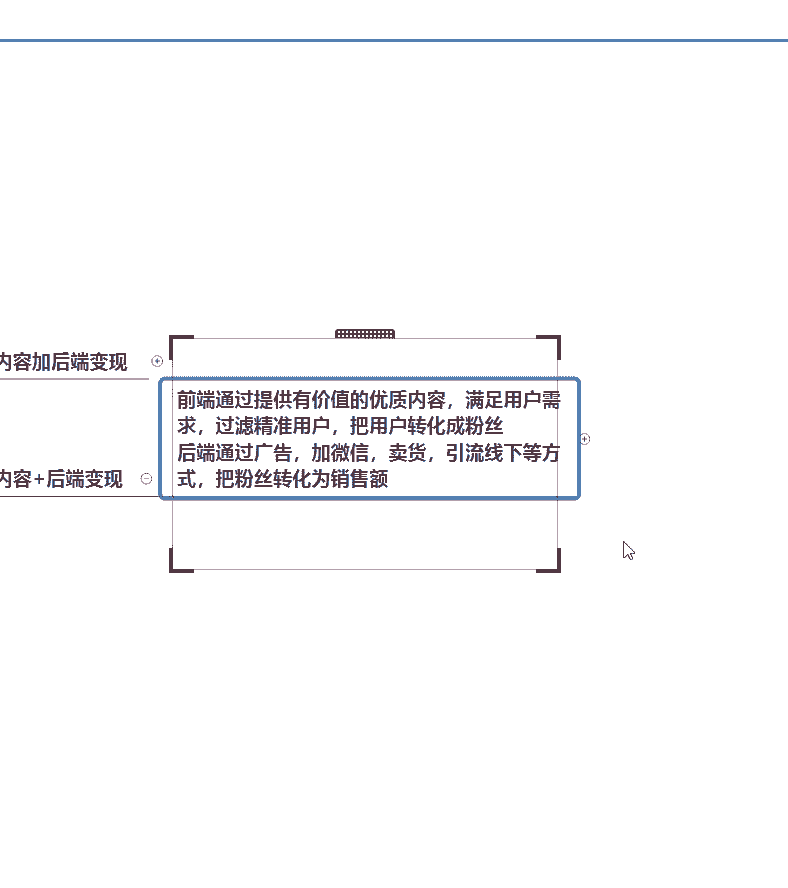 内容加后端变现
前端通过提供有价值的优质内容，满足用户需
求，过滤精准用户，把用户转化成粉丝
后端通过广告，加微信，卖货，引流线下等方
式，把粉丝转化为销售额
内容+后端变现